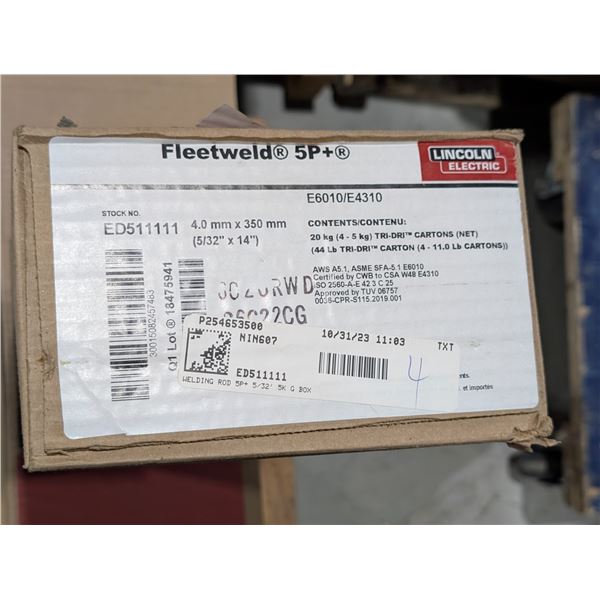 Fleetweld® 5P+®
LINCOLN
ELECTRIC
E6010/E4310
STOCK NO.
ED511111
4.0 mm x 350 mm
(5/32" x 14")
CONTENTS/CONTENU:
20 kg (4 - 5 kg) TRI-DRI™ CARTONS (NET)
(44 Lb TRI-DRI™ CARTON (4 - 11.0 Lb CARTONS))
AWS A5.1, ASME SFA-5.1 E6010
Certified by CWB to CSA W48 E4310
ISO 2560-A-E 42 3 C 25
Approved by TUV 06757
0036-CPR-S115.2019.001
30015082457483
Q1 Lot # 18475941
P254653500
NIN607
10/31/23 11:03
TXT
ED511111
WELDING ROD 5P+ 5/32' 5K G BOX
4
et importés